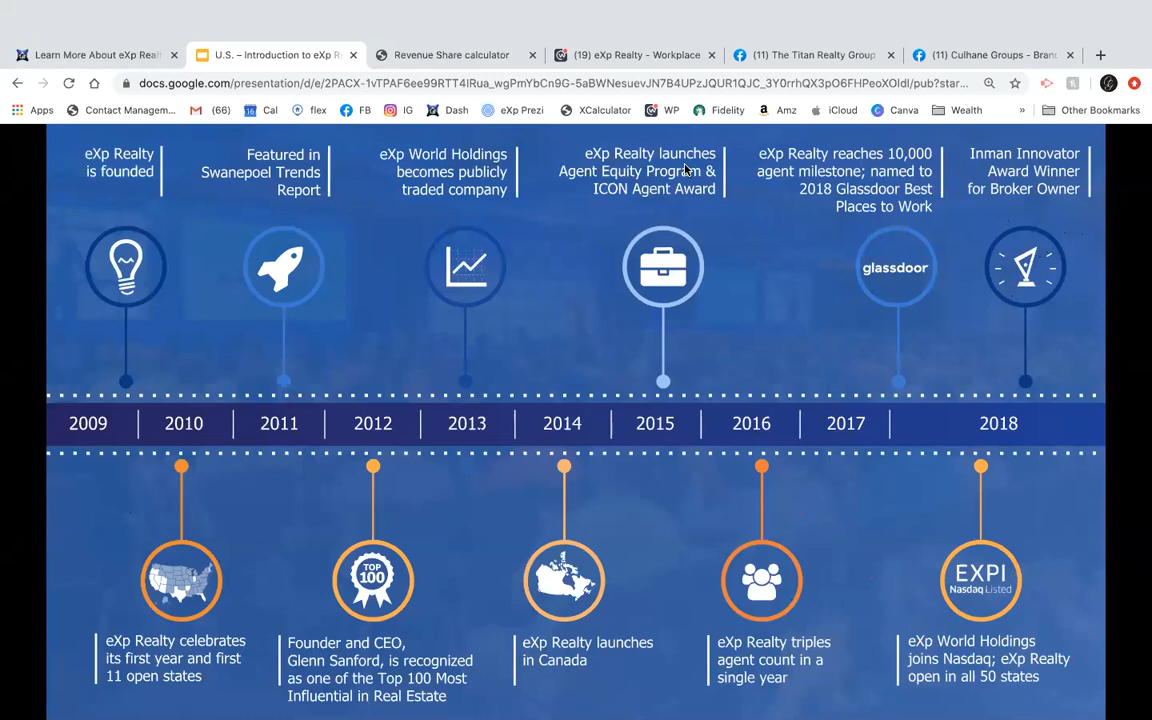 Learn More About eXp Real
U.S. – Introduction to eXp R
Revenue Share calculator
(19) eXp Realty - Workplace
(11) The Titan Realty Group
(11) Culhane Groups - Bran
docs.google.com/presentation/d/e/2PACX-1vTPAF6ee99RTT4IRua_wgPmYbCn9G-5aBWNesuevJN7B4UPzJQUR1QJC_3Y0rrhQX3pO6FHPeoXOldI/pub?star...
Apps
Contact Managem...
(66)
Cal
flex
FB
IG
Dash
eXp Prezi
XCalculator
WP
Fidelity
Amz
iCloud
Canva
Wealth
»
Other Bookmarks
eXp Realty
is founded
Featured in
Swanepoel Trends
Report
eXp World Holdings
becomes publicly
traded company
eXp Realty launches
Agent Equity Program &
ICON Agent Award
eXp Realty reaches 10,000
agent milestone; named to
2018 Glassdoor Best
Places to Work
Inman Innovator
Award Winner
for Broker Owner
glassdoor
2009
2010
2011
2012
2013
2014
2015
2016
2017
2018
TOP
100
EXPI
Nasdaq Listed
eXp Realty celebrates
its first year and first
11 open states
Founder and CEO,
Glenn Sanford, is recognized
as one of the Top 100 Most
Influential in Real Estate
eXp Realty launches
in Canada
eXp Realty triples
agent count in a
single year
eXp World Holdings
joins Nasdaq; eXp Realty
open in all 50 states